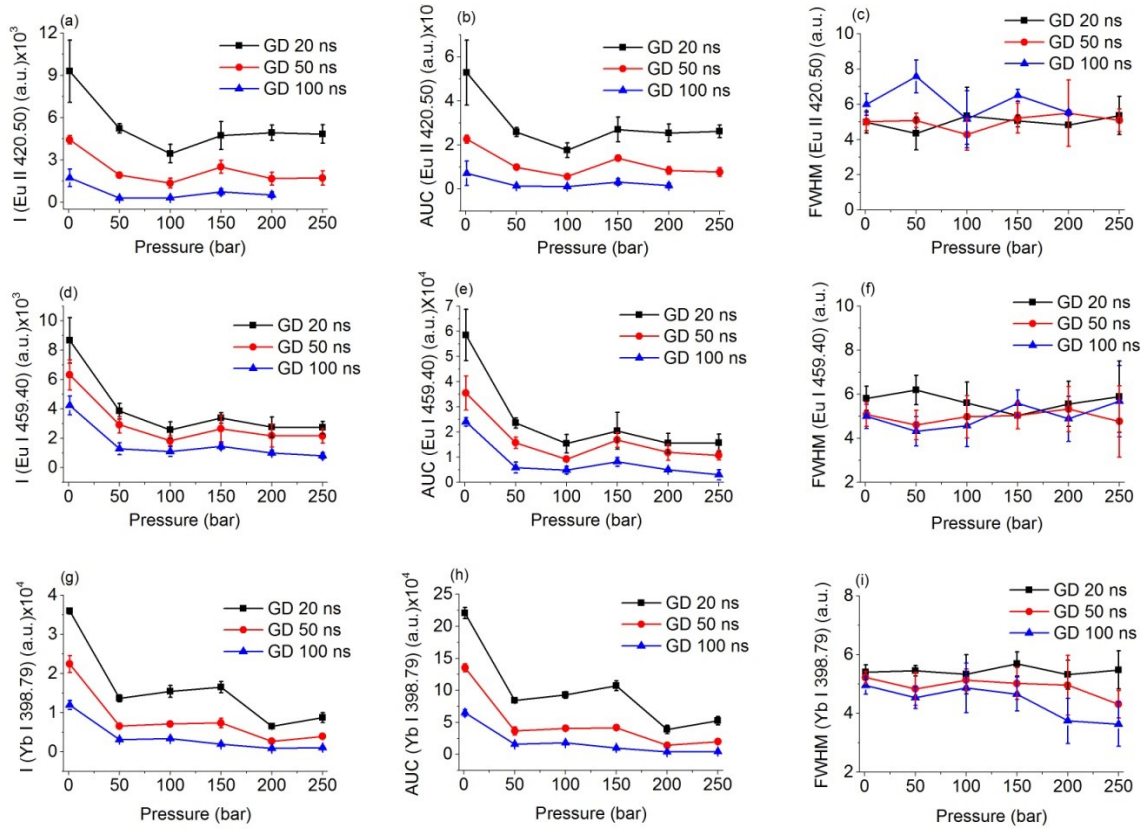 (a)
I (Eu II 420.50) (a.u.) x10³
GD 20 ns
GD 50 ns
GD 100 ns
12
9
6
3
0
0 50 100 150 200 250
Pressure (bar)
(b)
AUC (Eu II 420.50) (a.u.)x10
GD 20 ns
GD 50 ns
GD 100 ns
6
4
2
0
0 50 100 150 200 250
Pressure (bar)
(c)
FWHM (Eu II 420.50) (a.u.)
GD 20 ns
GD 50 ns
GD 100 ns
10
8
6
4
2
0
0 50 100 150 200 250
Pressure (bar)
(d)
I (Eu I 459.40) (a.u.)x10³
GD 20 ns
GD 50 ns
GD 100 ns
10
8
6
4
2
0
0 50 100 150 200 250
Pressure (bar)
(e)
AUC (Eu I 459.40) (a.u.)X10⁴
GD 20 ns
GD 50 ns
GD 100 ns
7
6
5
4
3
2
1
0
0 50 100 150 200 250
Pressure (bar)
(f)
FWHM (Eu I 459.40) (a.u.)
GD 20 ns
GD 50 ns
GD 100 ns
10
8
6
4
2
0 50 100 150 200 250
Pressure (bar)
(g)
I (Yb I 398.79) (a.u.)x10⁴
GD 20 ns
GD 50 ns
GD 100 ns
4
3
2
1
0
0 50 100 150 200 250
Pressure (bar)
(h)
AUC (Yb I 398.79) (a.u.)x10⁴
GD 20 ns
GD 50 ns
GD 100 ns
25
20
15
10
5
0
0 50 100 150 200 250
Pressure (bar)
(i)
FWHM (Yb I 398.79) (a.u.)
GD 20 ns
GD 50 ns
GD 100 ns
8
6
4
2
0 50 100 150 200 250
Pressure (bar)